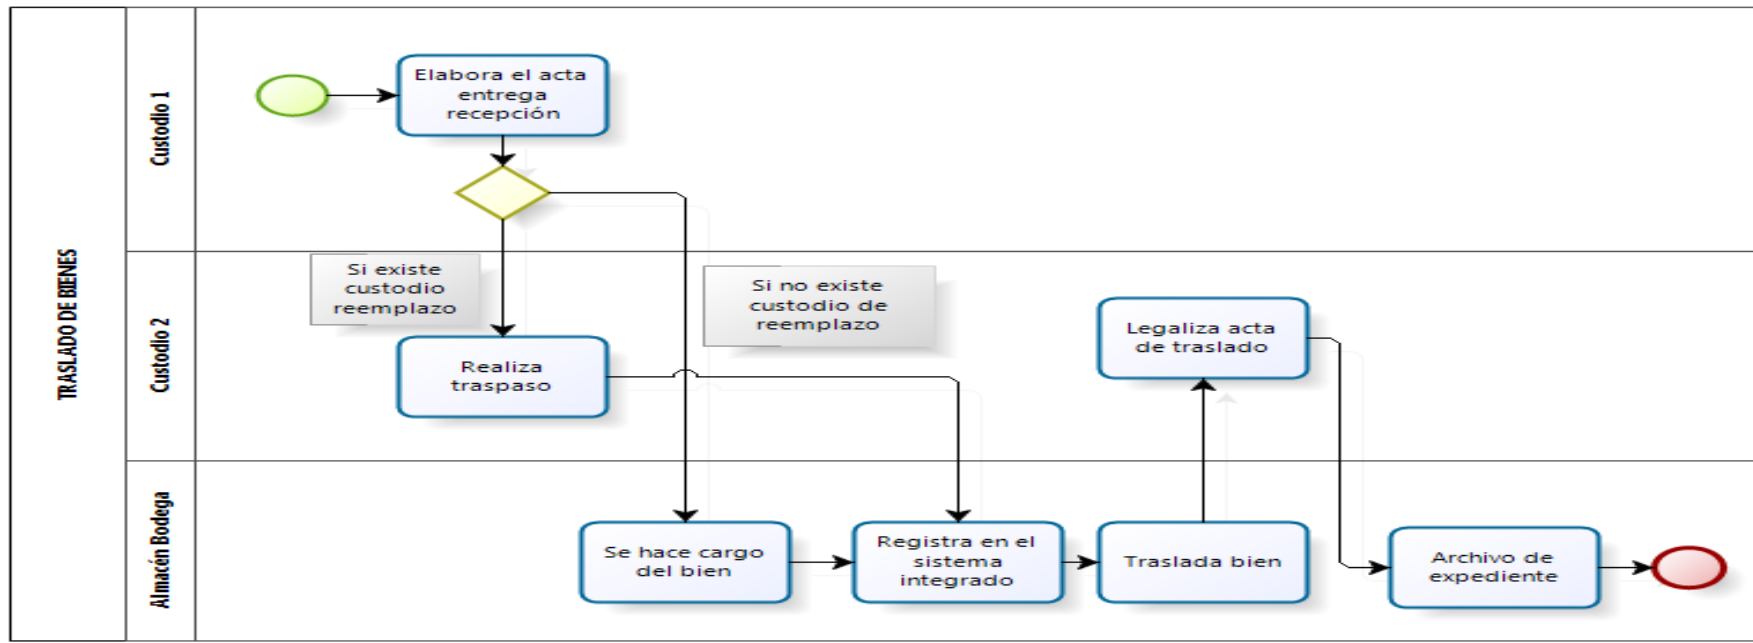 TRASLADO DE BIENES
Custodio 1
Elabora el acta
entrega
recepción
Custodio 2
Si existe
custodio
reemplazo
Si no existe
custodio de
reemplazo
Realiza
traspaso
Legaliza acta
de traslado
Almacén Bodega
Se hace cargo
del bien
Registra en el
sistema
integrado
Traslada bien
Archivo de
expediente